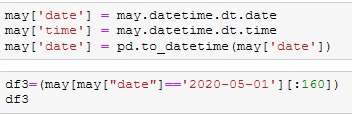 may['date'] = may.datetime.dt.date
may['time'] = may.datetime.dt.time
may['date'] = pd.to_datetime(may['date'])
df3=(may[may["date"]=='2020-05-01'][:160])
df3